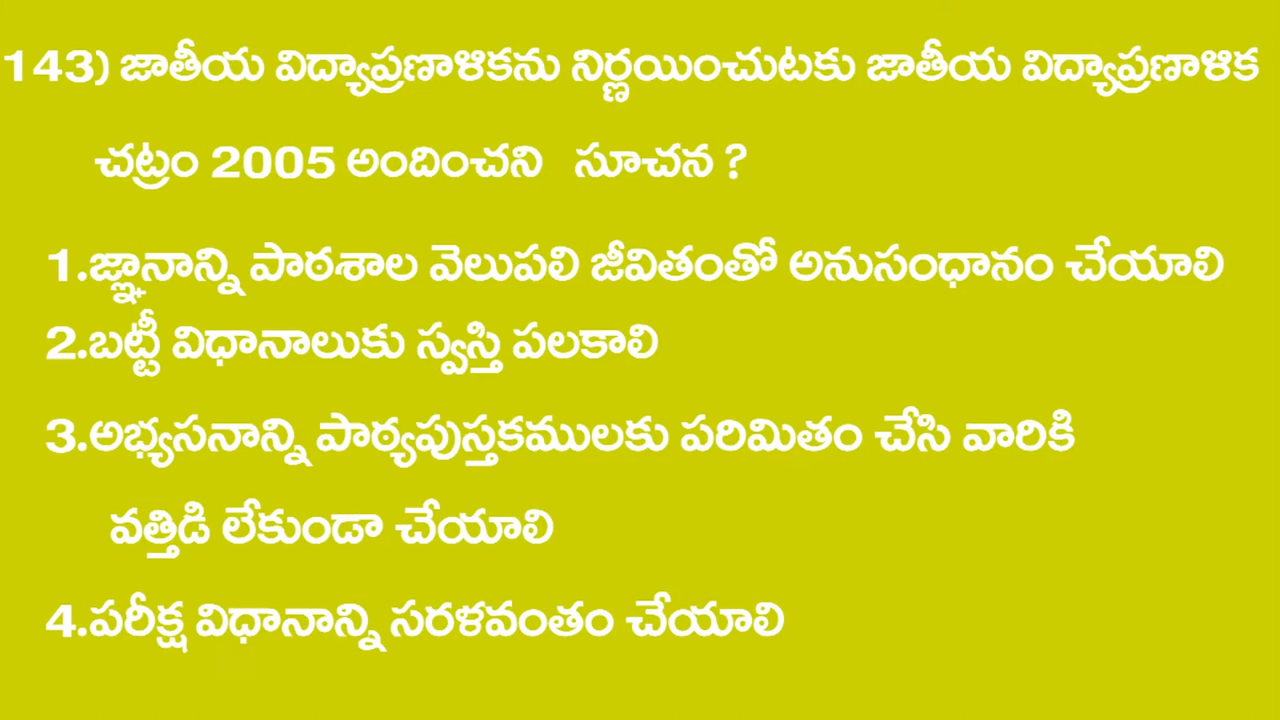 143) జాతీయ విద్యాప్రణాళికను నిర్ణయించుటకు జాతీయ విద్యాప్రణాళిక
చట్రం 2005 అందించని సూచన ?
1.జ్ఞానాన్ని పాఠశాల వెలుపలి జీవితంతో అనుసంధానం చేయాలి
2.బట్టీ విధానాలుకు స్వస్తి పలకాలి
3.అభ్యసనాన్ని పాఠ్యపుస్తకములకు పరిమితం చేసి వారికి
వత్తిడి లేకుండా చేయాలి
4.పరీక్ష విధానాన్ని సరళవంతం చేయాలి